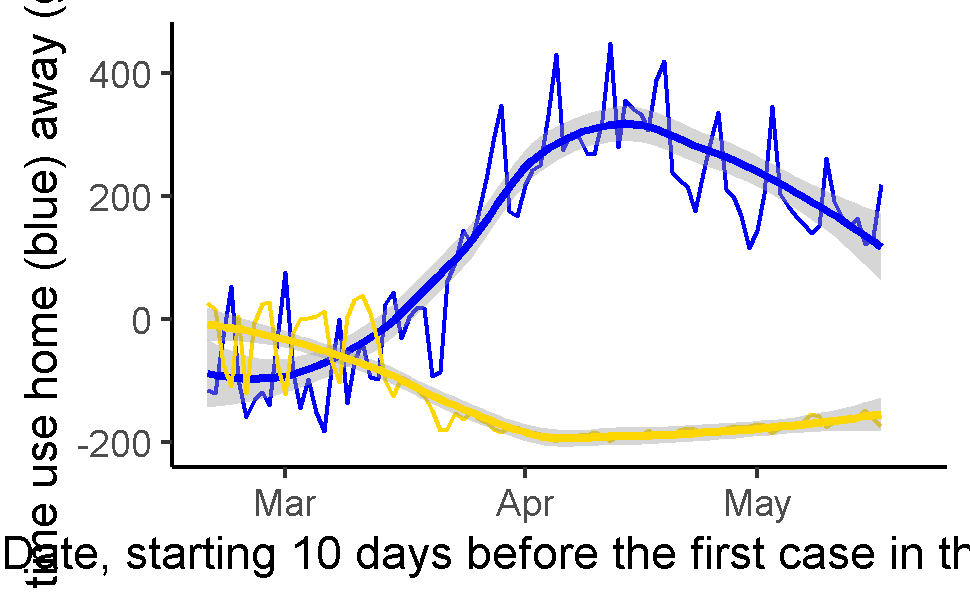 time use home (blue) away (
400
200
0
-200
Mar Apr May
Date, starting 10 days before the first case in th